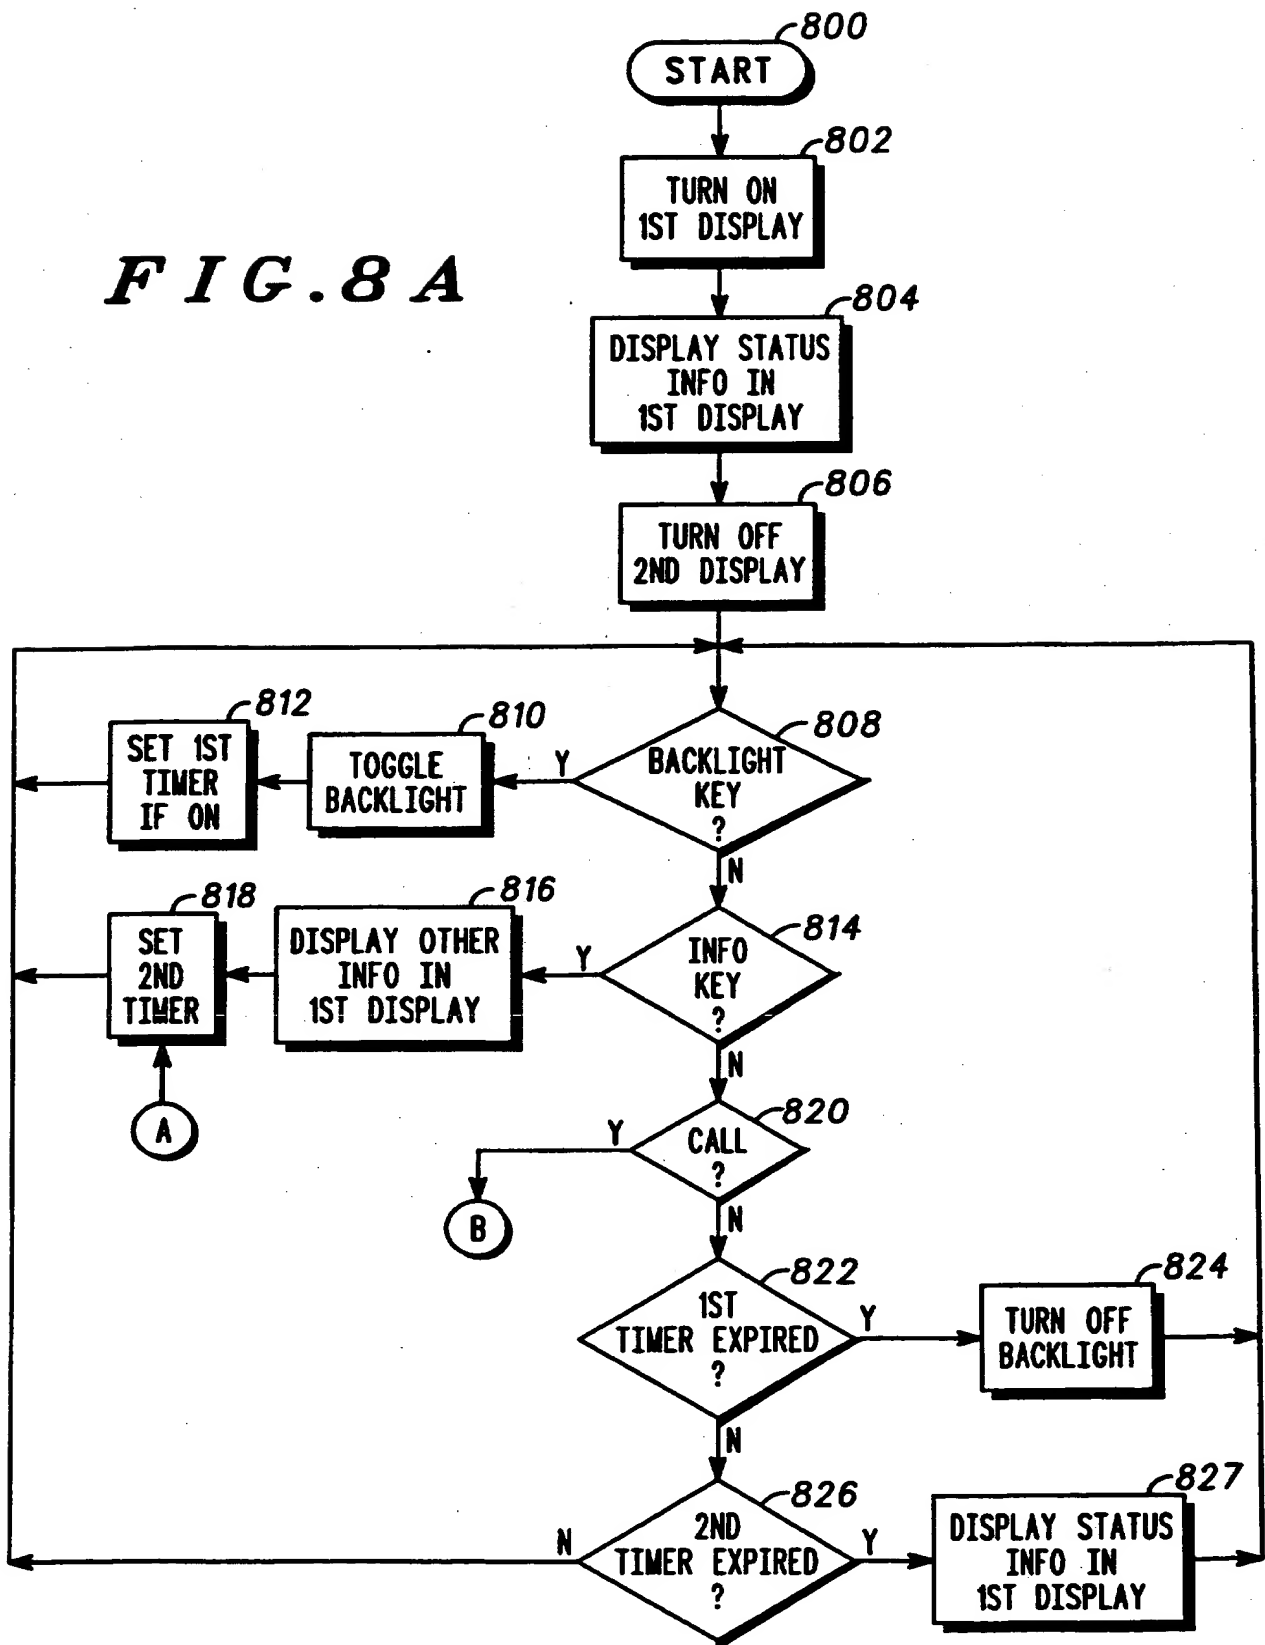 800
START
802
TURN ON
1ST DISPLAY
FIG.8A
804
DISPLAY STATUS
INFO IN
1ST DISPLAY
806
TURN OFF
2ND DISPLAY
812
SET 1ST
TIMER
IF ON
810
TOGGLE
BACKLIGHT
Y
808
BACKLIGHT
KEY
?
N
818
SET
2ND
TIMER
816
DISPLAY OTHER
INFO IN
1ST DISPLAY
Y
814
INFO
KEY
?
N
A
820
CALL
?
Y
B
N
822
1ST
TIMER EXPIRED
?
Y
824
TURN OFF
BACKLIGHT
N
826
2ND
TIMER EXPIRED
?
N
Y
827
DISPLAY STATUS
INFO IN
1ST DISPLAY